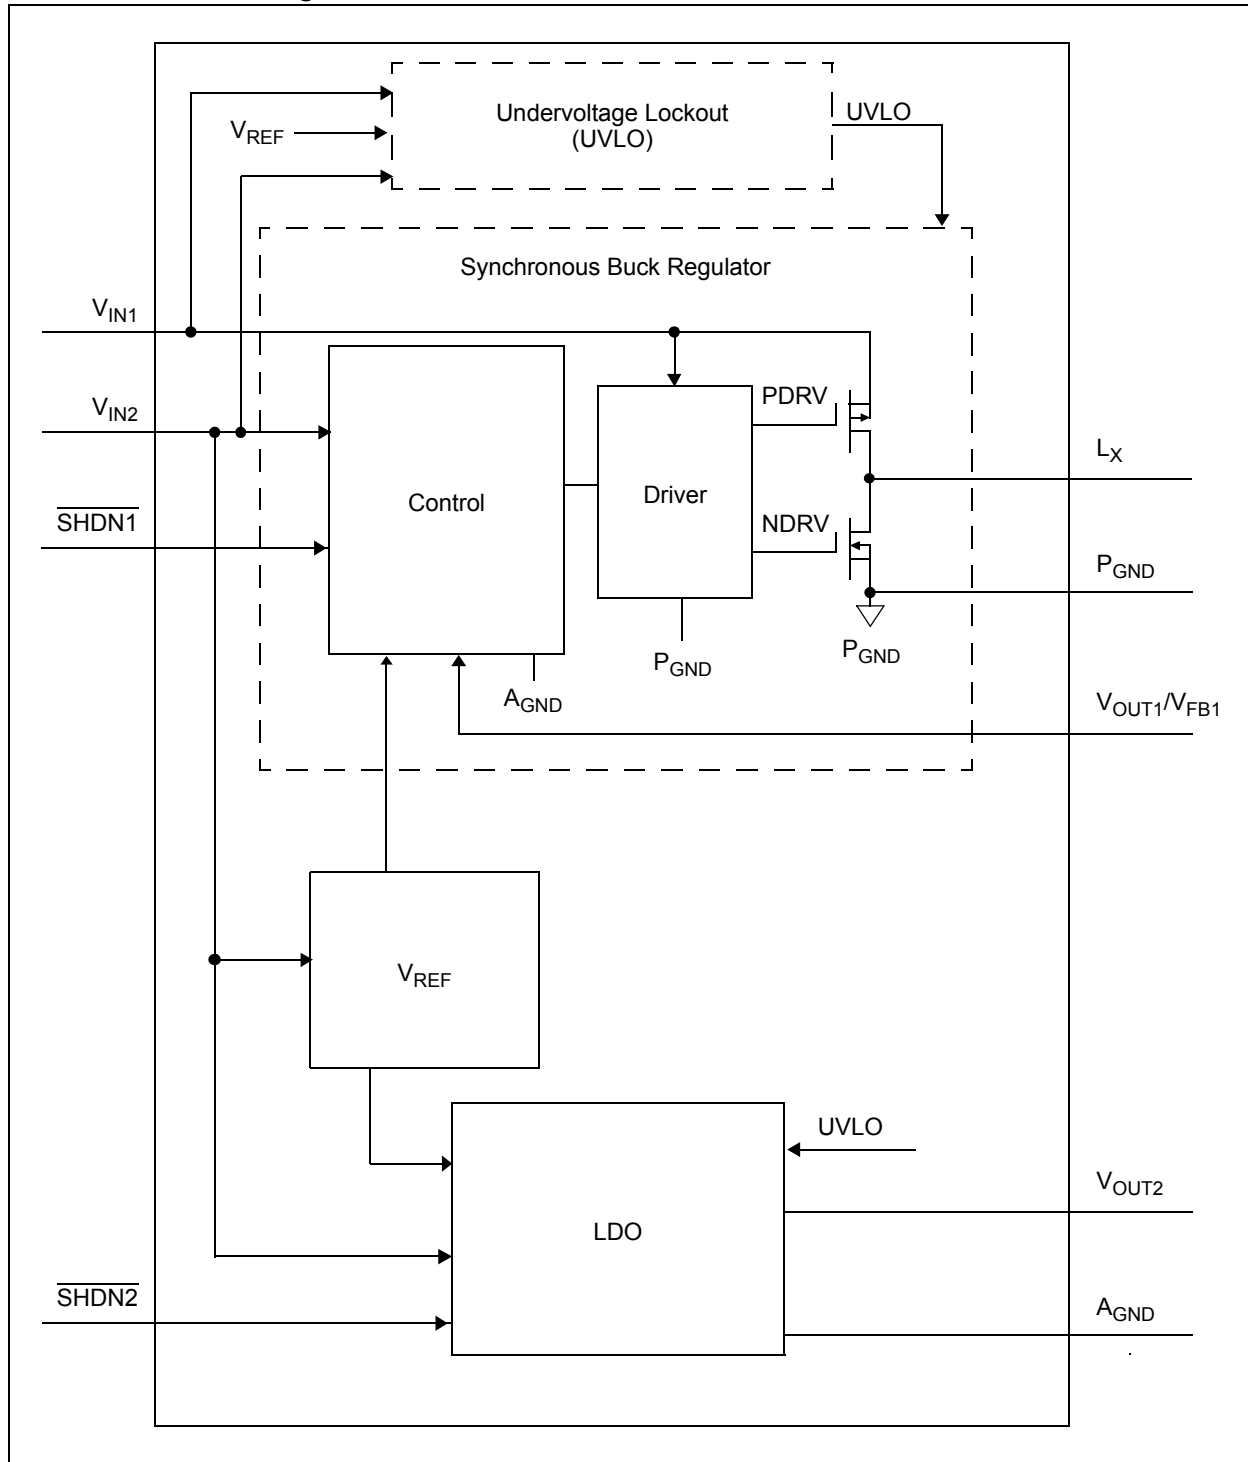 Undervoltage Lockout
(UVLO)
UVLO
VREF
Synchronous Buck Regulator
VIN1
VIN2
PDRV
LX
Control
Driver
SHDN1
NDRV
PGND
PGND
PGND
AGND
VOUT1/VFB1
VREF
UVLO
VOUT2
LDO
SHDN2
AGND